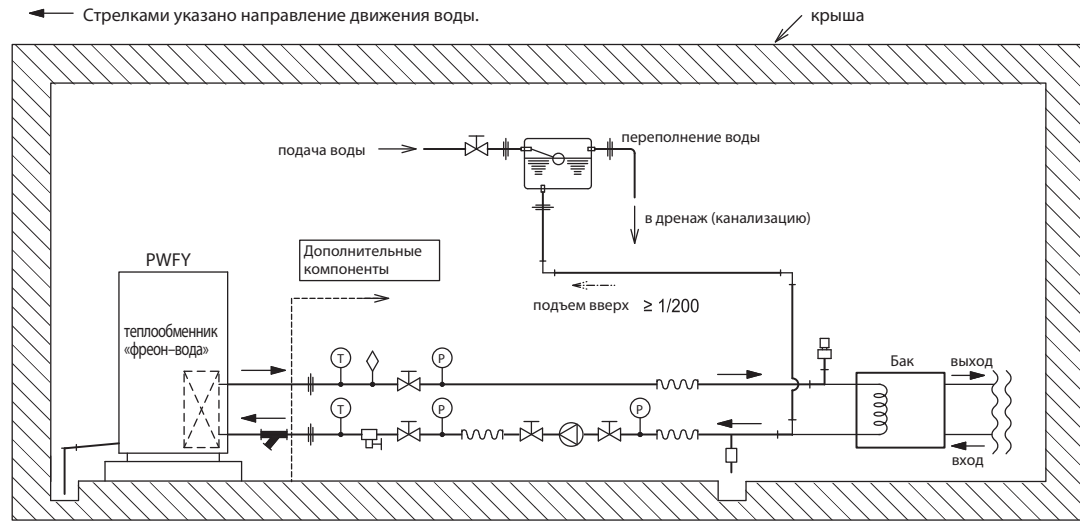 Стрелками указано направление движения воды.
крыша
подача воды
переполнение воды
в дренаж (канализацию)
PWFY
Дополнительные
компоненты
подъем вверх ≥ 1/200
теплообменник
«фреон–вода»
T
P
Бак
выход
T
P
P
вход